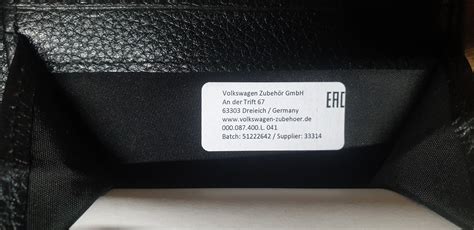 Volkswagen Zubehör GmbH
An der Trift 67
63303 Dreieich / Germany
www.volkswagen-zubehoer.de
000.087.400.L. 041
Batch: 51222642 / Supplier: 33314
EAC